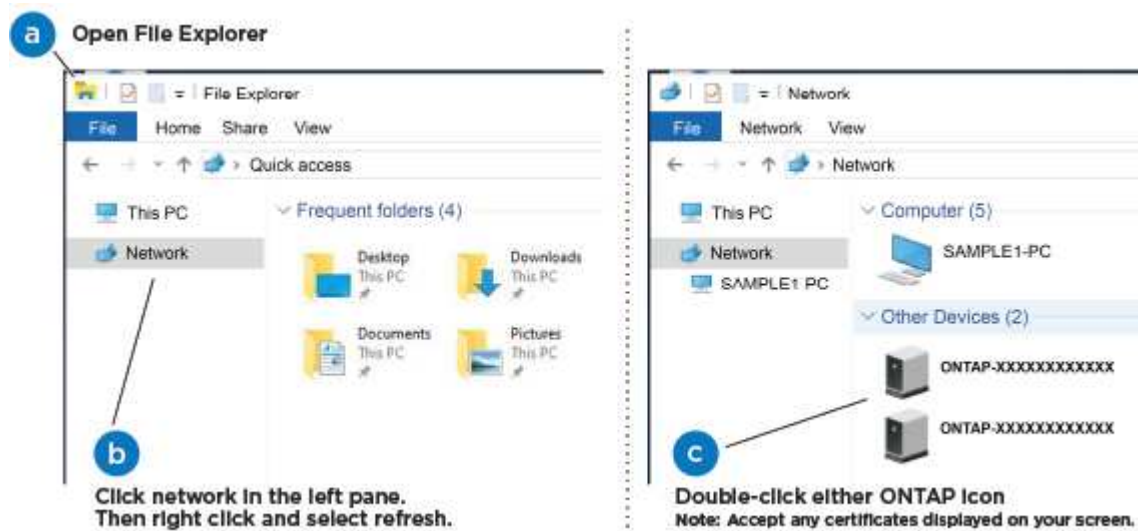 a
Open File Explorer
File Explorer
File Home Share View
Quick access
This PC
Network
Frequent folders (4)
Desktop
This PC
Downloads
This PC
Documents
This PC
Pictures
This PC
b
Click network in the left pane.
Then right click and select refresh.
Network
File Network View
Network
This PC
Network
SAMPLE1 PC
Computer (5)
SAMPLE1-PC
Other Devices (2)
ONTAP-XXXXXXXXXXXX
ONTAP-XXXXXXXXXXXX
c
Double-click either ONTAP icon
Note: Accept any certificates displayed on your screen.